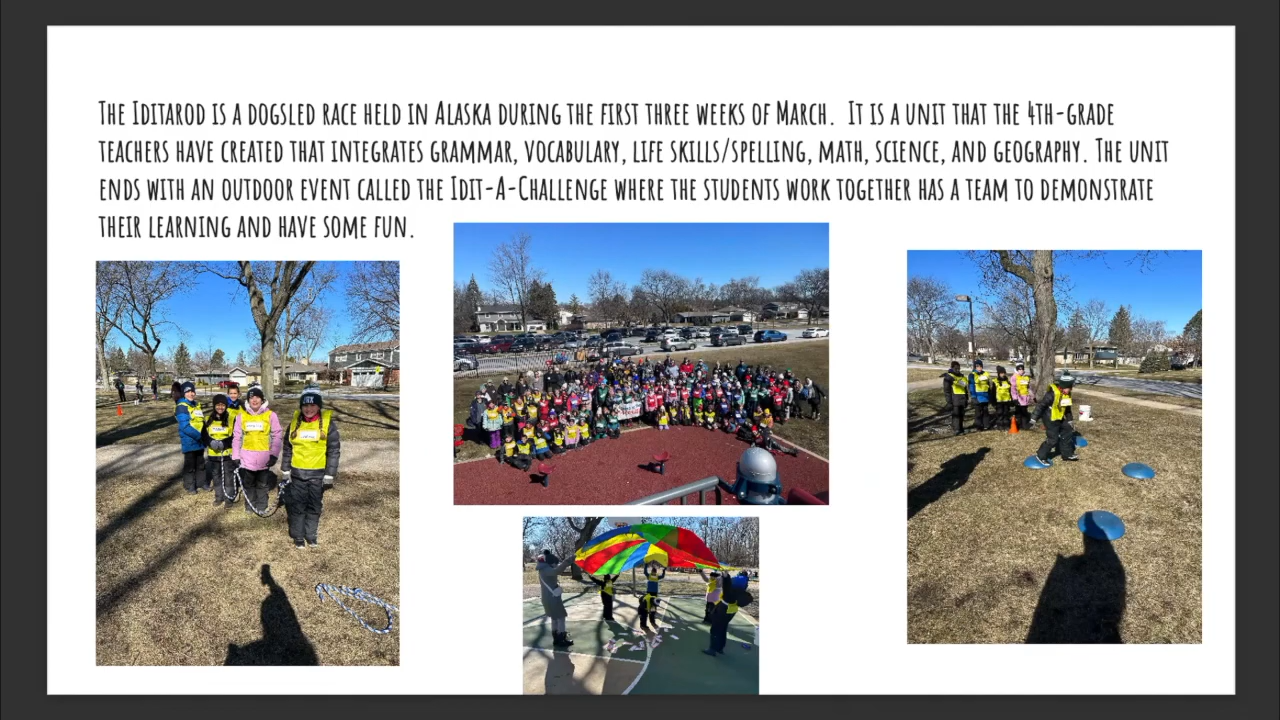 The Iditarod is a dogsled race held in Alaska during the first three weeks of March. It is a unit that the 4th-grade
teachers have created that integrates grammar, vocabulary, life skills/spelling, math, science, and geography. The unit
ends with an outdoor event called the Idit-A-Challenge where the students work together has a team to demonstrate
their learning and have some fun.